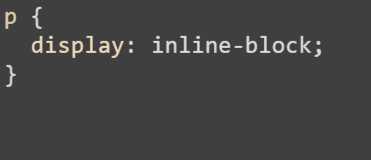 p {
  display: inline-block;
}